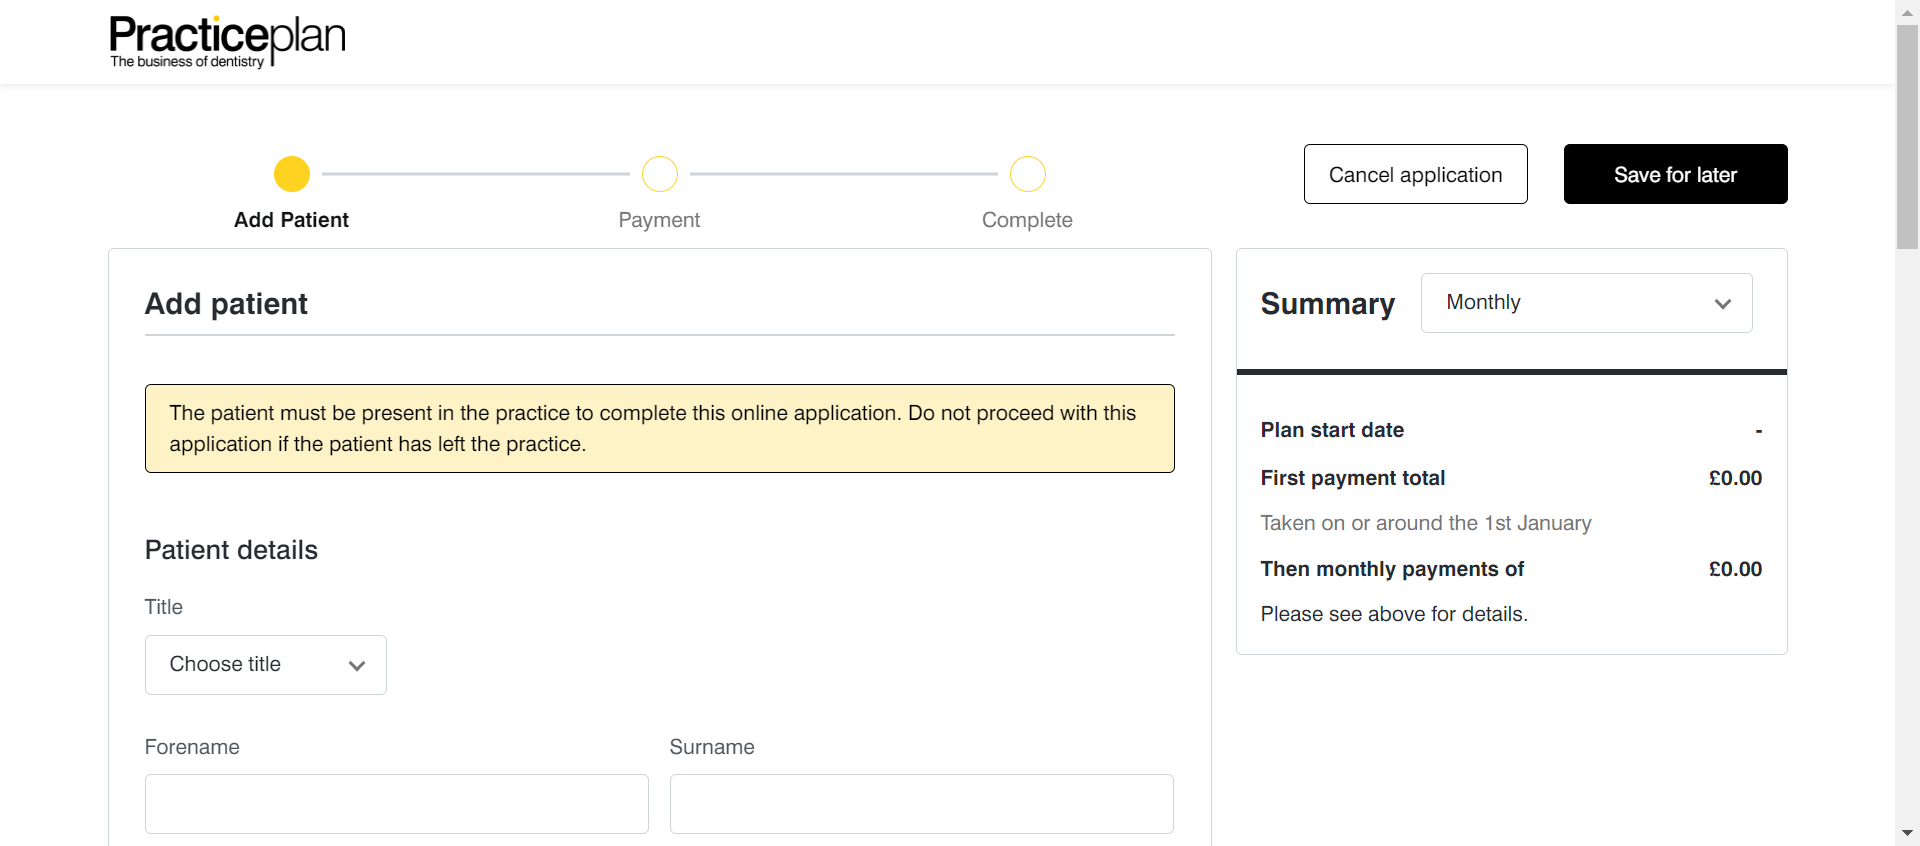 Practiceplan
The business of dentistry
Add Patient
Payment
Complete
Cancel application
Save for later
Add patient
The patient must be present in the practice to complete this online application. Do not proceed with this
application if the patient has left the practice.
Patient details
Title
Choose title
Forename
Surname
Summary
Monthly
Plan start date -
First payment total £0.00
Taken on or around the 1st January
Then monthly payments of £0.00
Please see above for details.